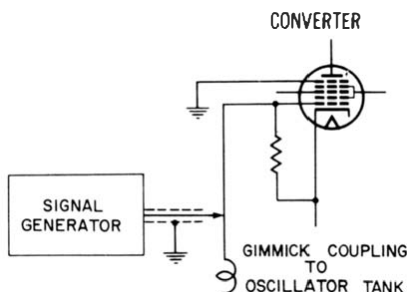 CONVERTER
SIGNAL
GENERATOR
GIMMICK COUPLING
TO
OSCILLATOR TANK